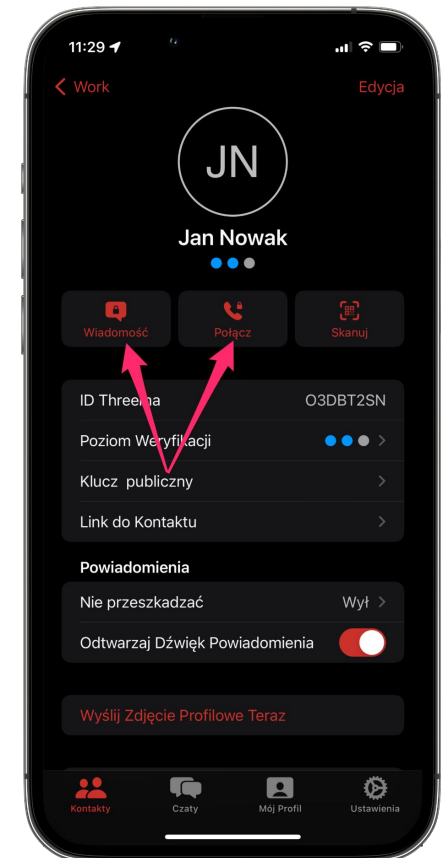 11:29
Work
Edycja
JN
Jan Nowak
Wiadomość
Połącz
Skanuj
ID Threema O3DBT2SN
Poziom Weryfikacji
Klucz publiczny
Link do Kontaktu
Powiadomienia
Nie przeszkadzać Wył
Odtwarzaj Dźwięk Powiadomienia
Wyślij Zdjęcie Profilowe Teraz
Kontakty
Czaty
Mój Profil
Ustawienia